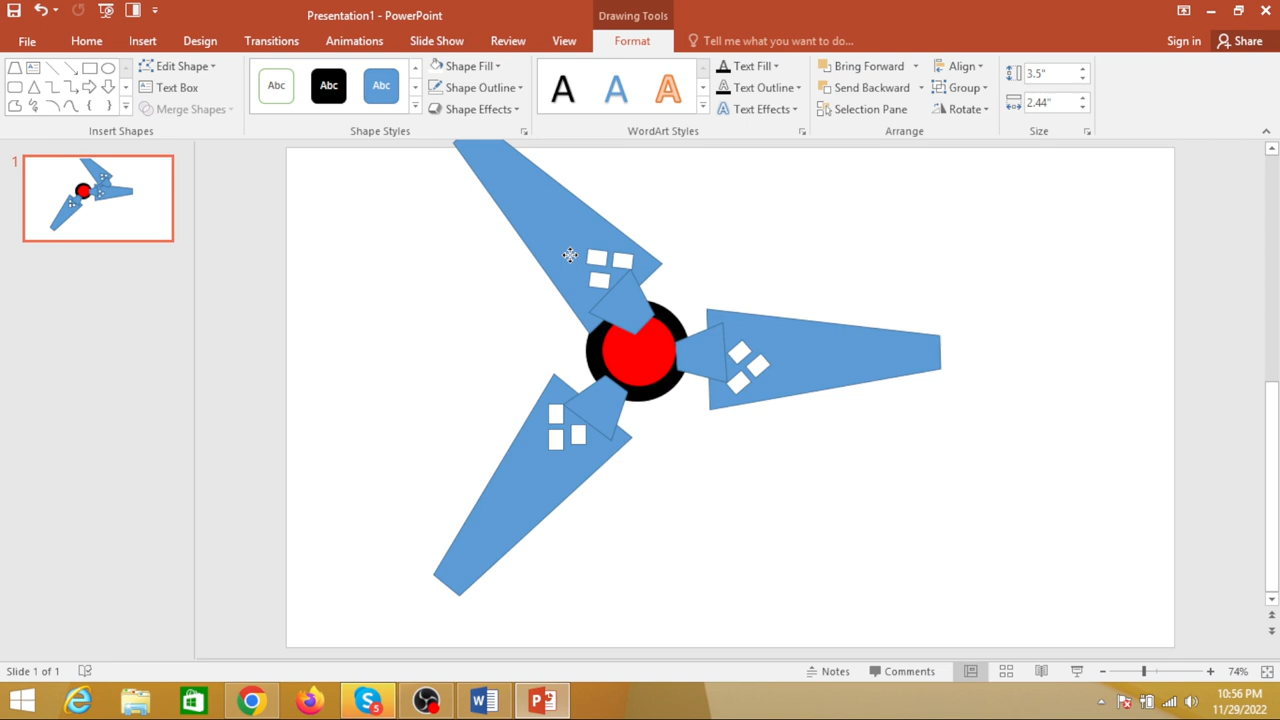 Presentation1 - PowerPoint
Drawing Tools
File Home Insert Design Transitions Animations Slide Show Review View Format Tell me what you want to do... Sign in Share
Edit Shape
Text Box
Merge Shapes
Insert Shapes
Abc Abc Abc
Shape Fill
Shape Outline
Shape Effects
Shape Styles
A A A
Text Fill
Text Outline
Text Effects
WordArt Styles
Bring Forward
Send Backward
Selection Pane
Align
Group
Rotate
Arrange
3.5"
2.44"
Size
1
Slide 1 of 1
Notes Comments 74%
S 5
W
P
10:56 PM
11/29/2022